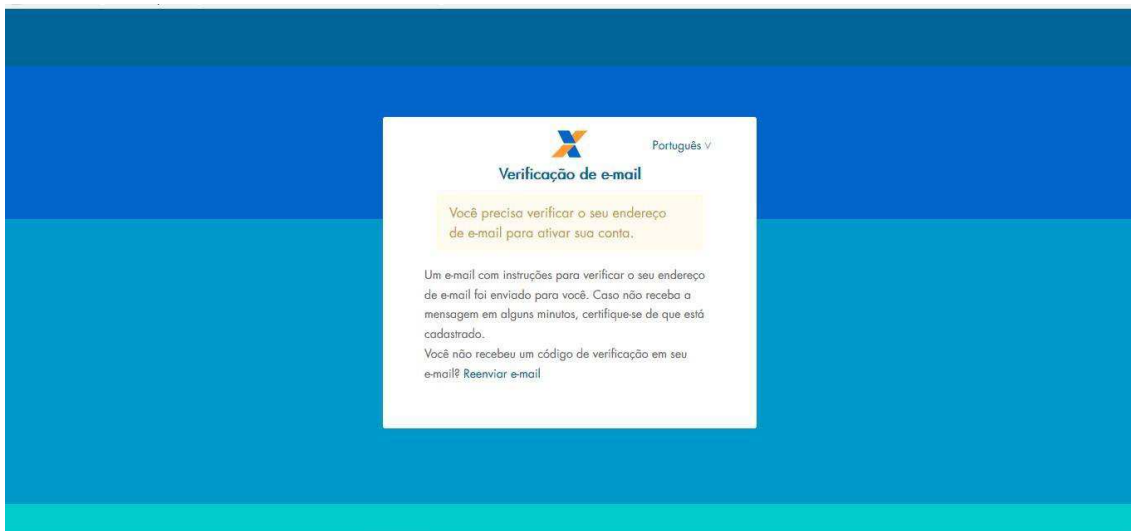 Português ˅
Verificação de e-mail
Você precisa verificar o seu endereço
de e-mail para ativar sua conta.
Um e-mail com instruções para verificar o seu endereço
de e-mail foi enviado para você. Caso não receba a
mensagem em alguns minutos, certifique-se de que está
cadastrado.
Você não recebeu um código de verificação em seu
e-mail? Reenviar e-mail